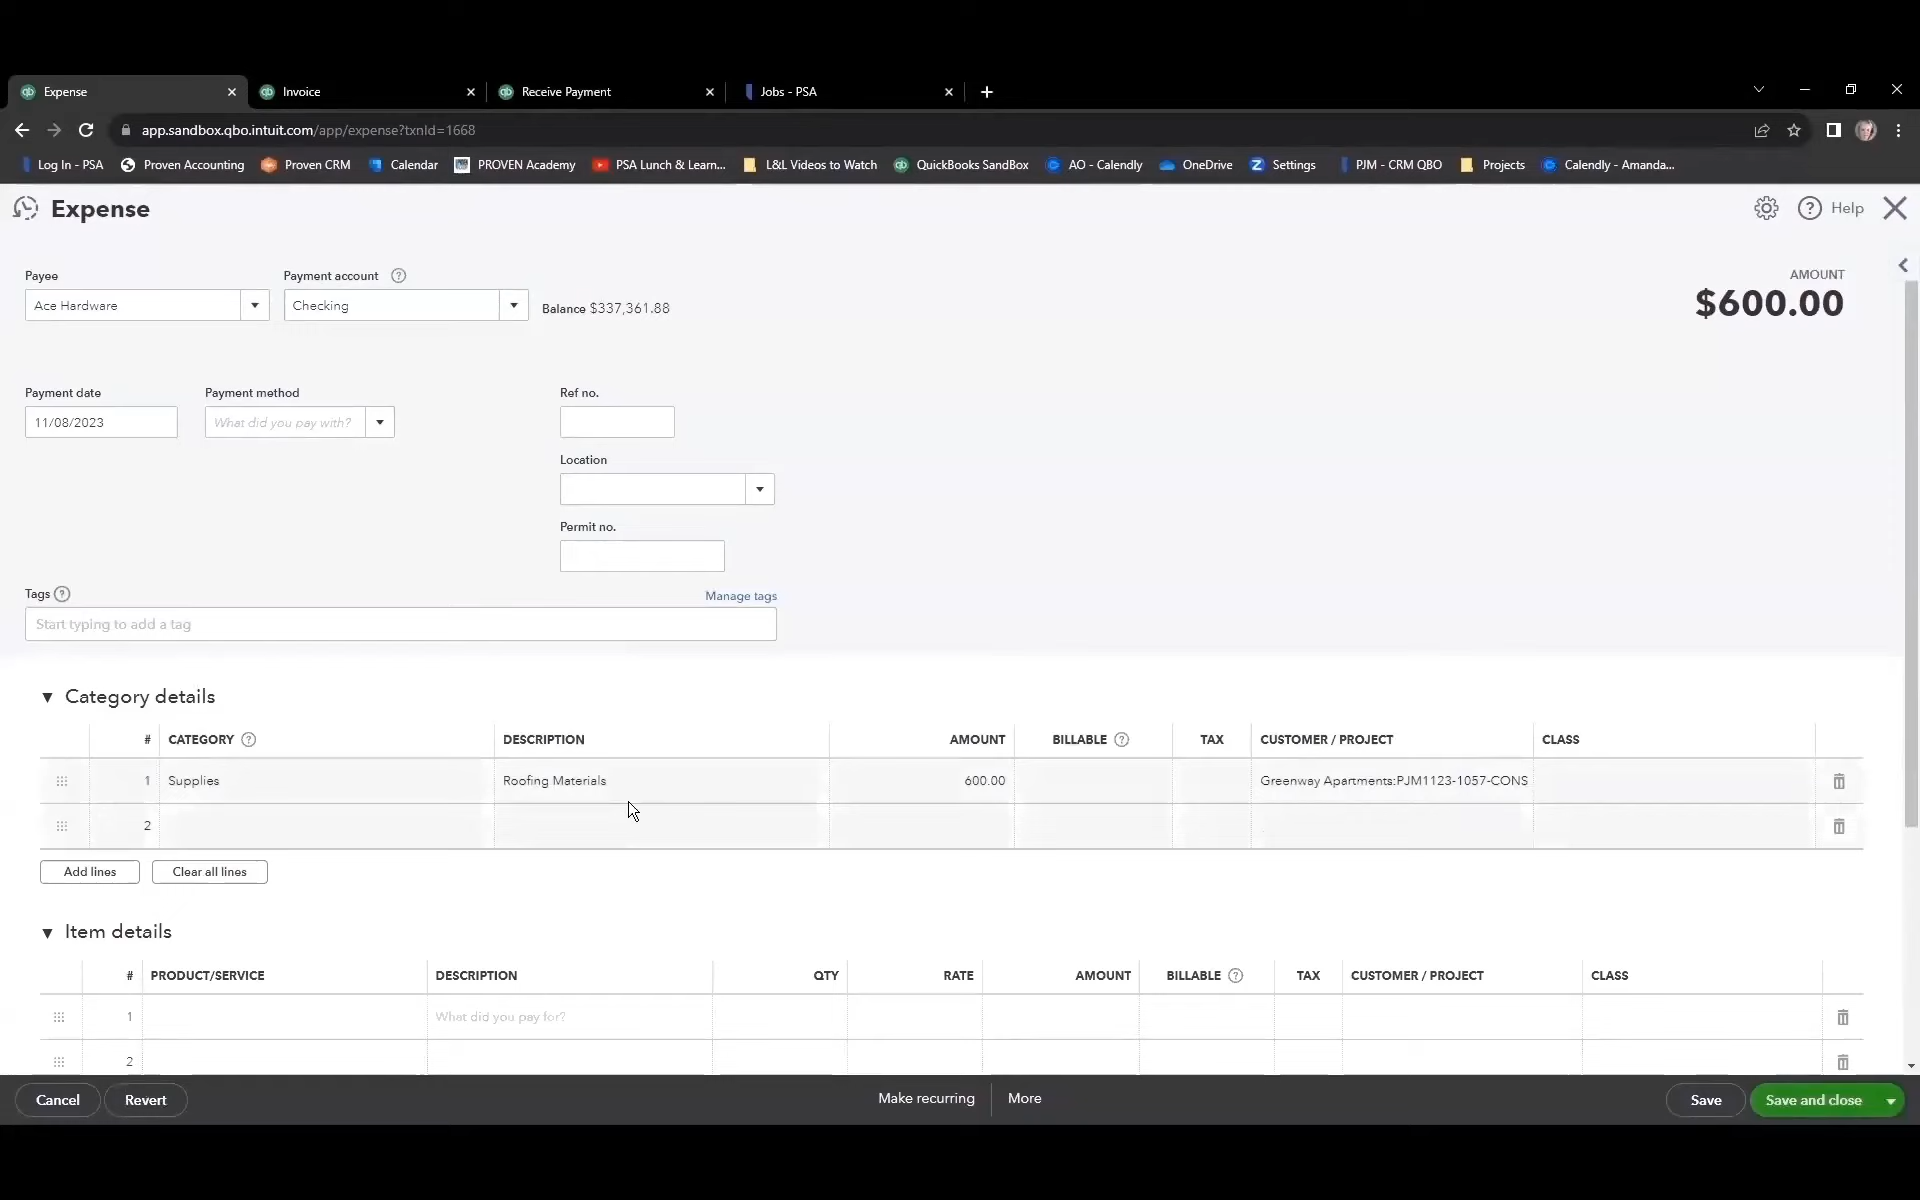 Expense
Invoice
Receive Payment
Jobs - PSA
app.sandbox.qbo.intuit.com/app/expense?txnId=1668
Log In - PSA
Proven Accounting
Proven CRM
Calendar
PROVEN Academy
PSA Lunch & Learn...
L&L Videos to Watch
QuickBooks SandBox
AO - Calendly
OneDrive
Settings
PJM - CRM QBO
Projects
Calendly - Amanda...
Expense
Help
Payee
Payment account
AMOUNT
Ace Hardware
Checking
Balance $337,361.88
$600.00
Payment date
Payment method
Ref no.
11/08/2023
What did you pay with?
Location
Permit no.
Tags
Manage tags
Start typing to add a tag
Category details
# CATEGORY DESCRIPTION AMOUNT BILLABLE TAX CUSTOMER / PROJECT CLASS
1 Supplies Roofing Materials 600.00 Greenway Apartments:PJM1123-1057-CONS
2
Add lines
Clear all lines
Item details
# PRODUCT/SERVICE DESCRIPTION QTY RATE AMOUNT BILLABLE TAX CUSTOMER / PROJECT CLASS
1 What did you pay for?
2
Cancel
Revert
Make recurring
More
Save
Save and close